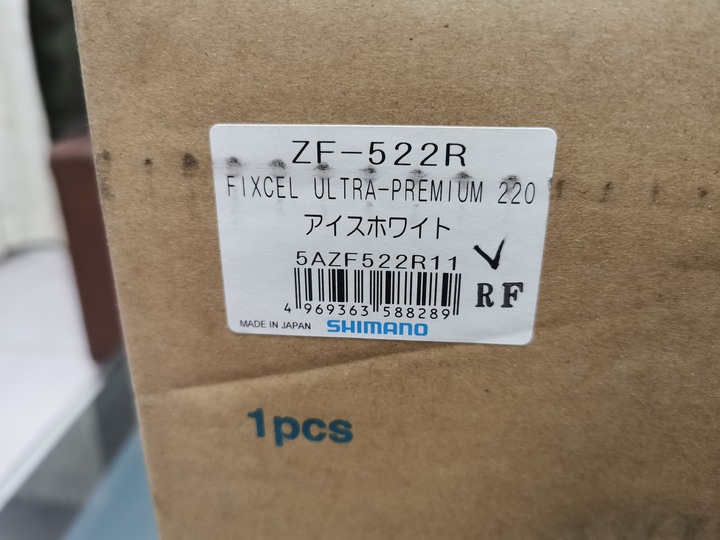 ZF-522R
FIXCEL ULTRA-PREMIUM 220
アイスホワイト
5AZF522R11
4 969363 588289
RF
MADE IN JAPAN SHIMANO
1pcs